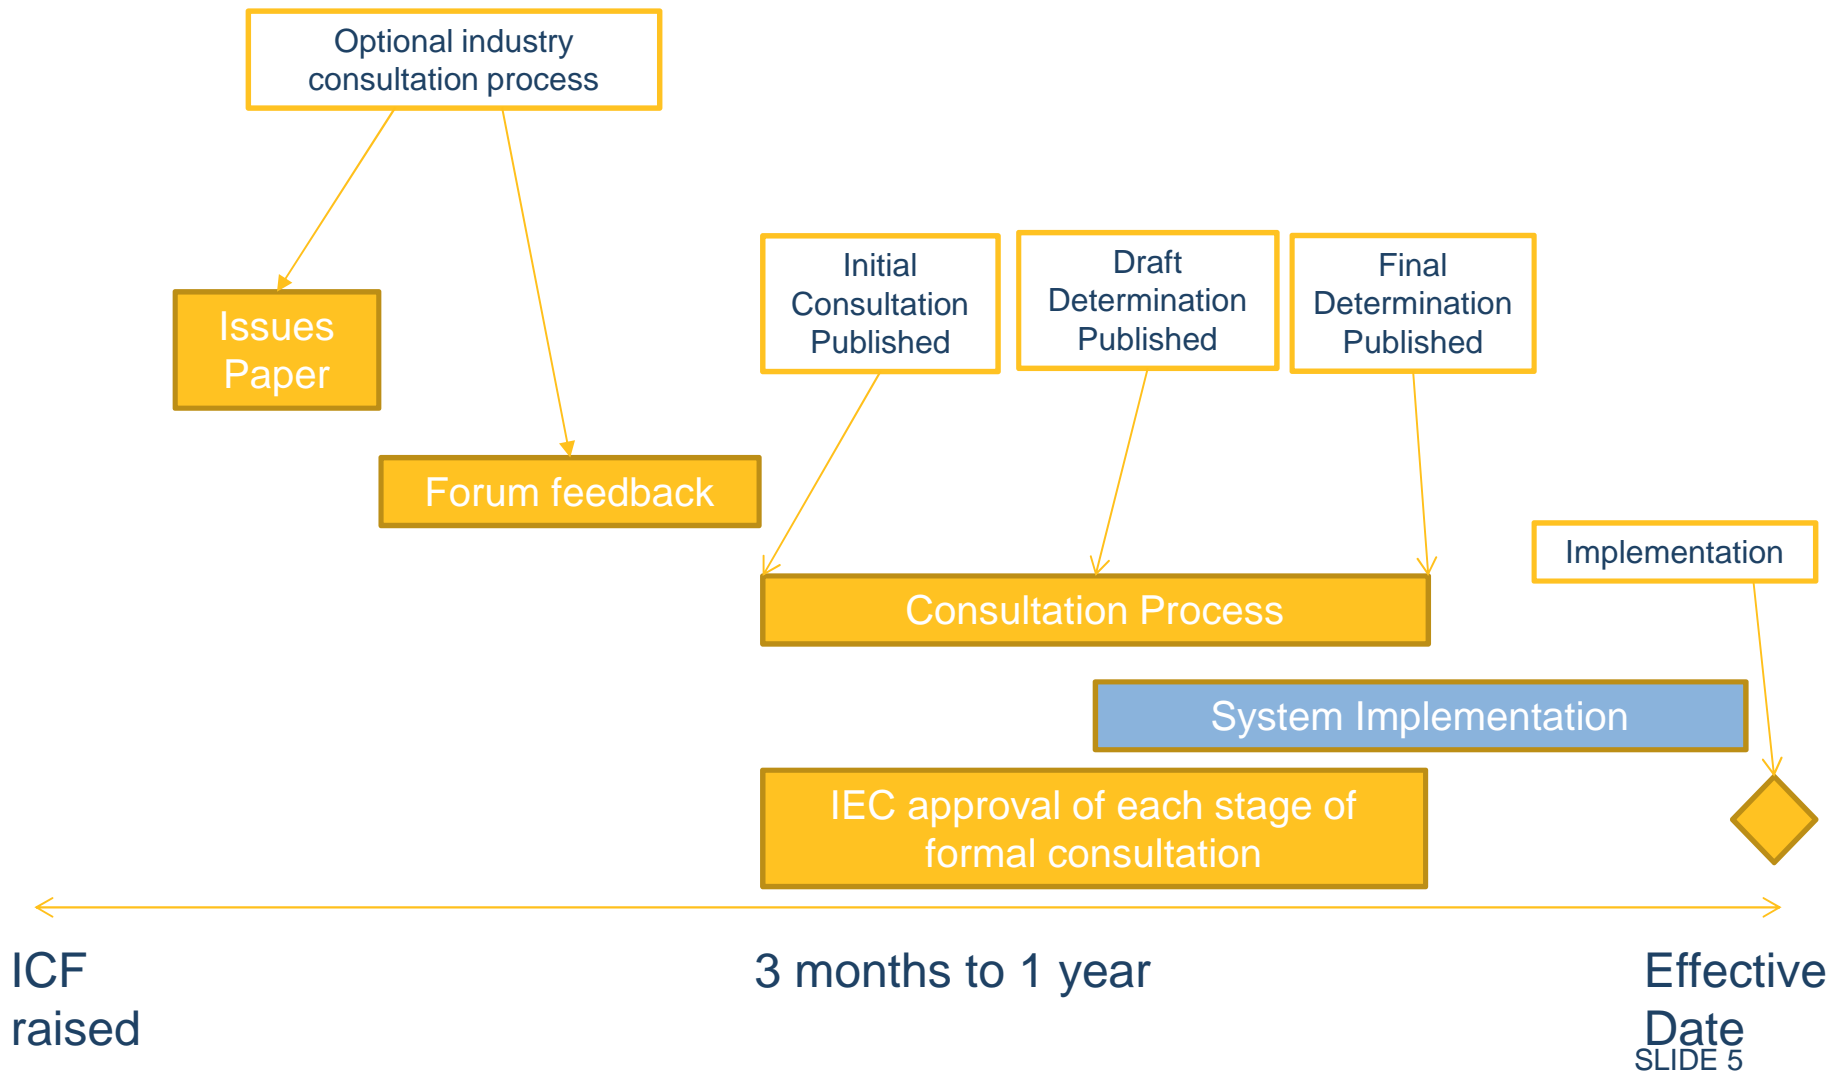 Optional industry
consultation process
Issues
Paper
Forum feedback
Initial
Consultation
Published
Draft
Determination
Published
Final
Determination
Published
Implementation
Consultation Process
System Implementation
IEC approval of each stage of
formal consultation
ICF
raised
3 months to 1 year
Effective
Date
SLIDE 5